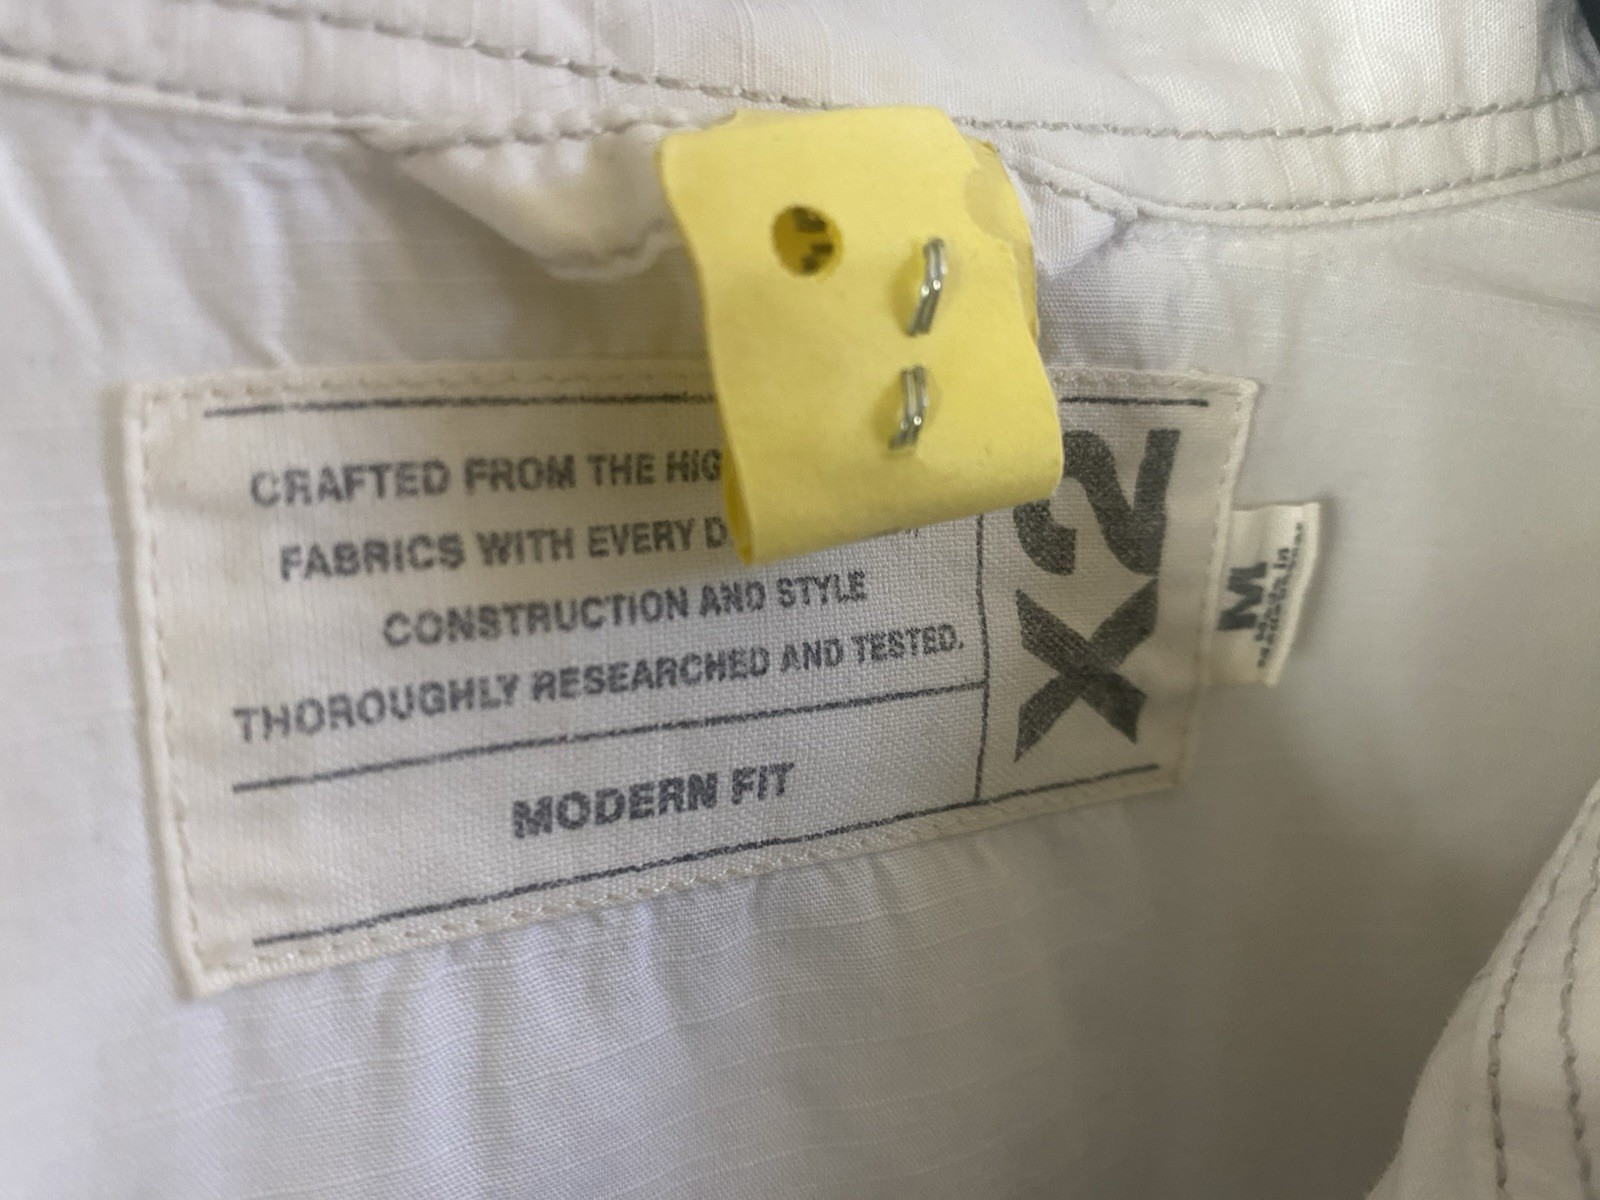 CRAFTED FROM THE HIG
FABRICS WITH EVERY D
CONSTRUCTION AND STYLE
THOROUGHLY RESEARCHED AND TESTED.
MODERN FIT
X2
M
Made in